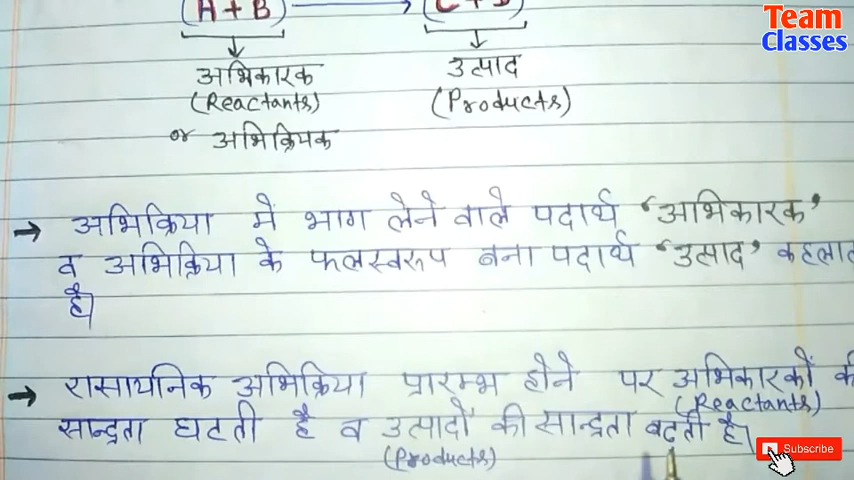 (A + B) → (C + D)
Team
Classes
अभिकारक उत्पाद
(Reactants) (Products)
or अभिक्रियक
→ अभिक्रिया में भाग लेने वाले पदार्थ ‘अभिकारक’
व अभिक्रिया के फलस्वरूप बना पदार्थ ‘उत्पाद’ कहलात
है।
→ रासायनिक अभिक्रिया प्रारम्भ होने पर अभिकारकों की
(Reactants)
सान्द्रता घटती है व उत्पादों की सान्द्रता बढ़ती है।
(Products)
Subscribe